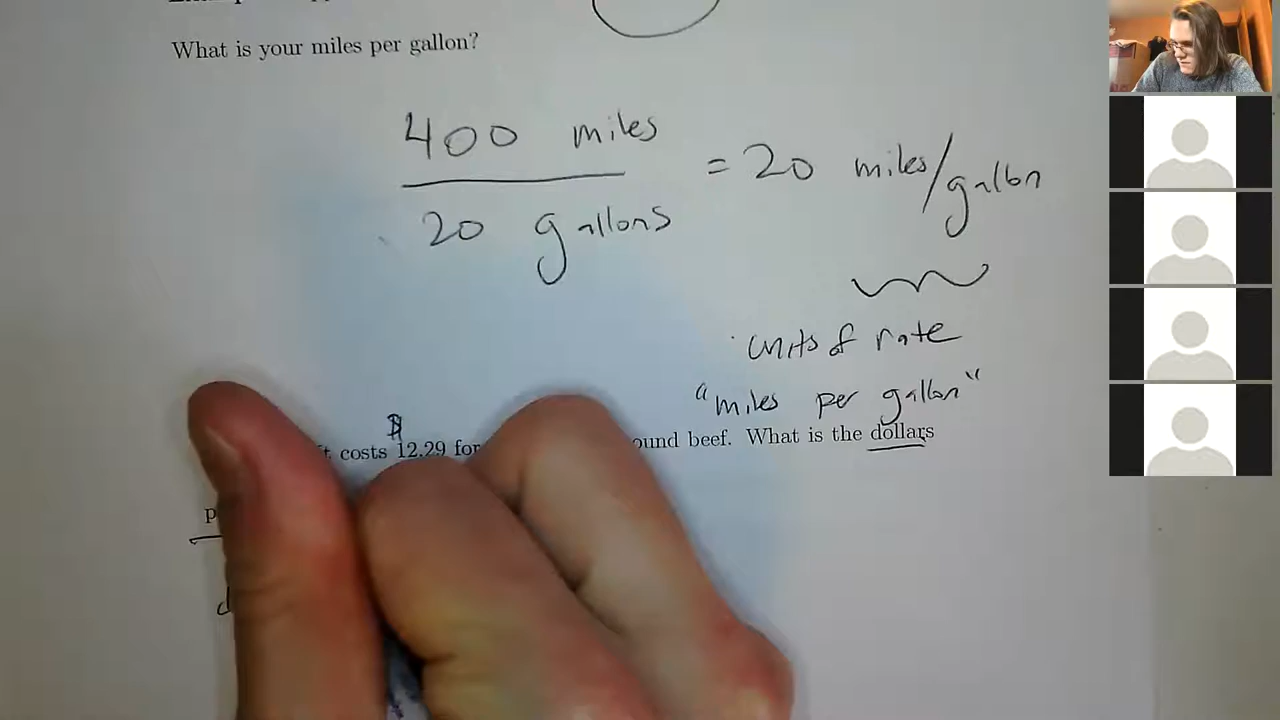 What is your miles per gallon?
400 miles
20 gallons
= 20 miles/gallon
units of rate
"miles per gallon"
$
costs 12.29 for ound beef. What is the dollars
p
d